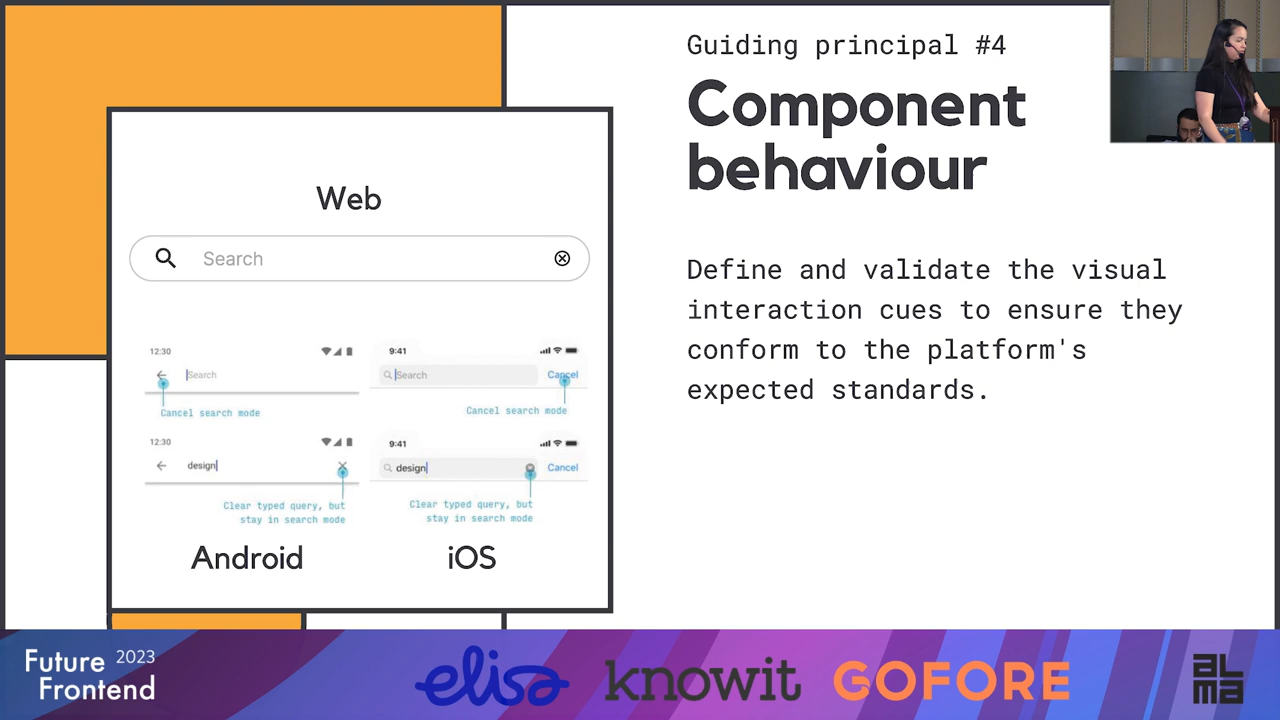 Guiding principal #4
Component
behaviour
Define and validate the visual
interaction cues to ensure they
conform to the platform's
expected standards.
Web
Search
12:30
Search
Cancel search mode
9:41
Search
Cancel
Cancel search mode
12:30
design
Clear typed query, but
stay in search mode
9:41
design
Cancel
Clear typed query, but
stay in search mode
Android
iOS
Future 2023
Frontend
elisa
knowit
GOFORE
ALMA